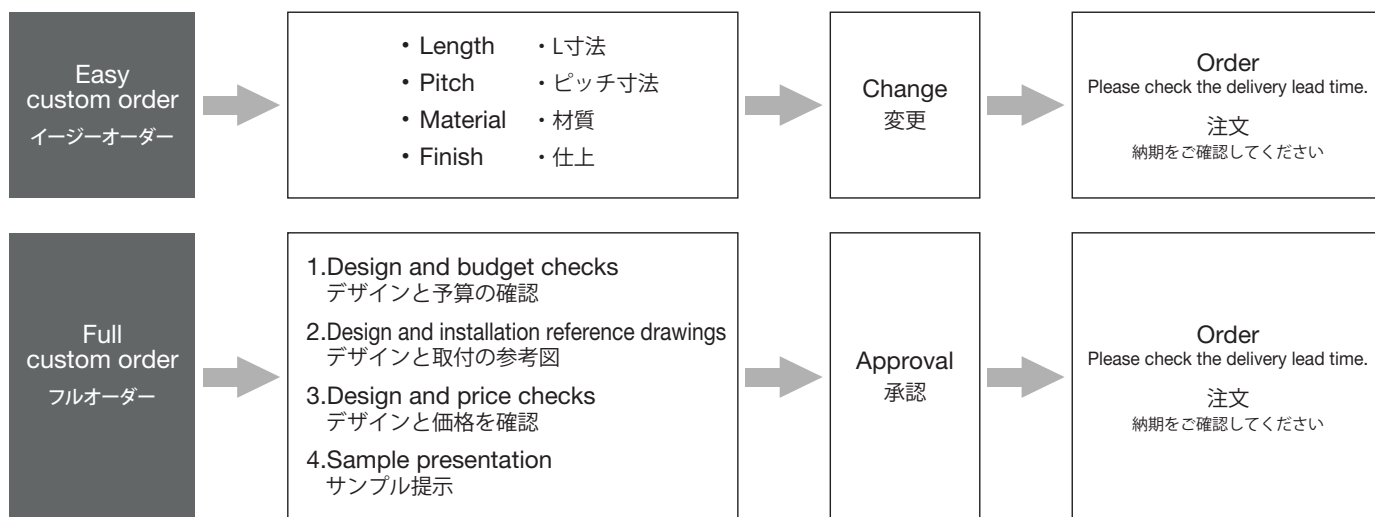 Easy
custom order
イージーオーダー
• Length ・L寸法
• Pitch ・ピッチ寸法
• Material ・材質
• Finish ・仕上
Change
変更
Order
Please check the delivery lead time.
注文
納期をご確認してください
Full
custom order
フルオーダー
1.Design and budget checks
デザインと予算の確認
2.Design and installation reference drawings
デザインと取付の参考図
3.Design and price checks
デザインと価格を確認
4.Sample presentation
サンプル提示
Approval
承認
Order
Please check the delivery lead time.
注文
納期をご確認してください